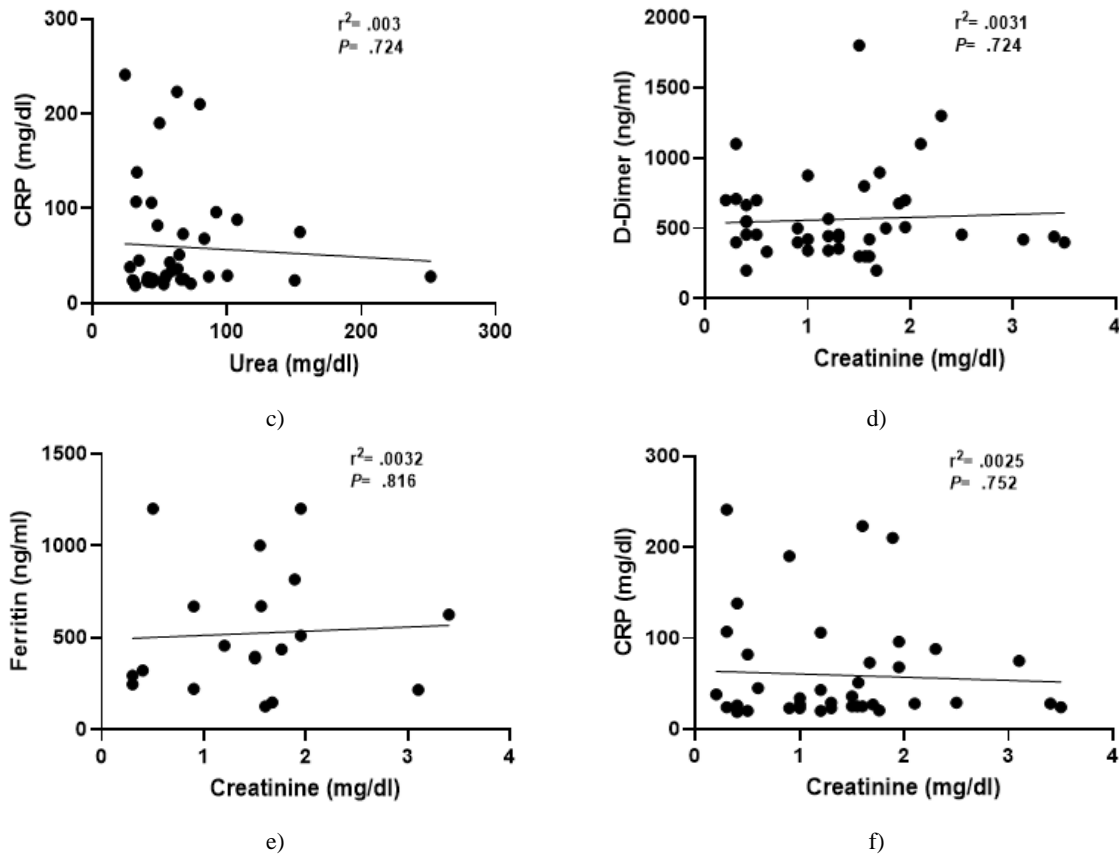 r²= .003
P= .724
300
200
100
0
CRP (mg/dl)
0 100 200 300
Urea (mg/dl)
c)
r²= .0031
P= .724
2000
1500
1000
500
0
D-Dimer (ng/ml)
0 1 2 3 4
Creatinine (mg/dl)
d)
r²= .0032
P= .816
1500
1000
500
0
Ferritin (ng/ml)
0 1 2 3 4
Creatinine (mg/dl)
e)
r²= .0025
P= .752
300
200
100
0
CRP (mg/dl)
0 1 2 3 4
Creatinine (mg/dl)
f)